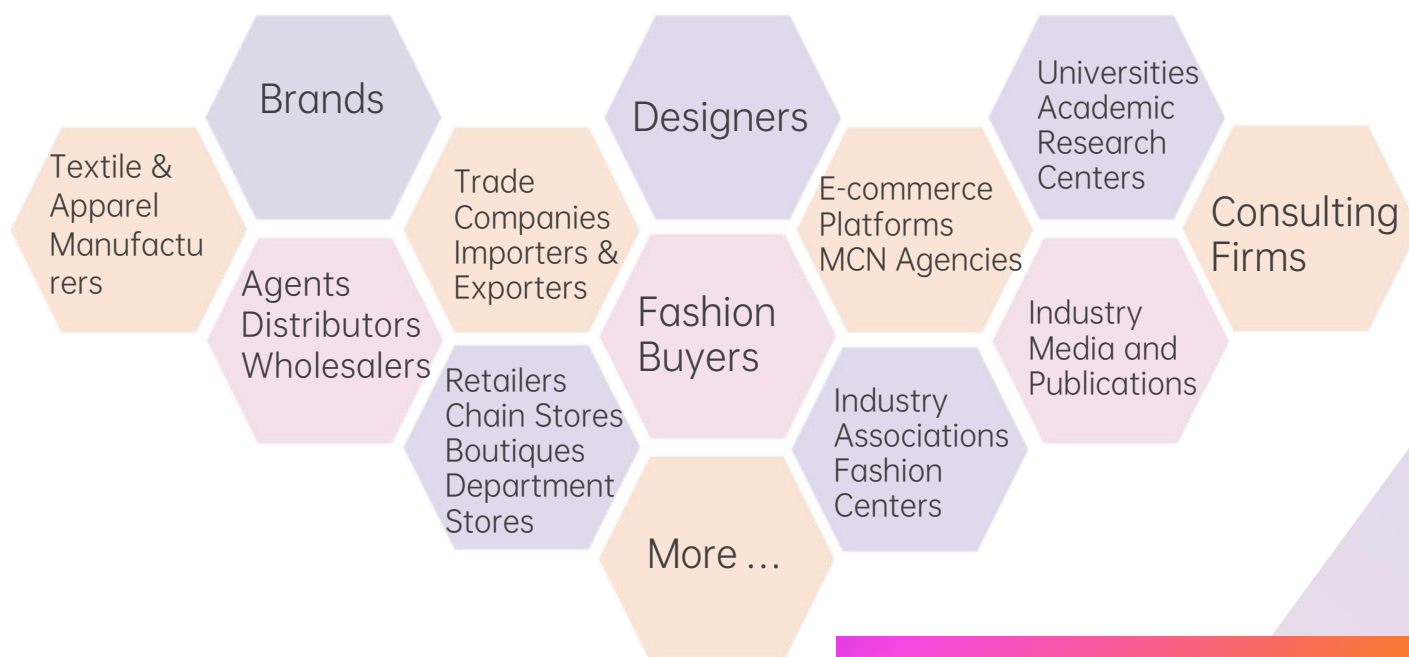 Brands
Designers
Universities
Academic
Research
Centers
Textile &
Apparel
Manufactu
rers
Trade
Companies
Importers &
Exporters
E-commerce
Platforms
MCN Agencies
Consulting
Firms
Agents
Distributors
Wholesalers
Fashion
Buyers
Industry
Media and
Publications
Retailers
Chain Stores
Boutiques
Department
Stores
Industry
Associations
Fashion
Centers
More ...